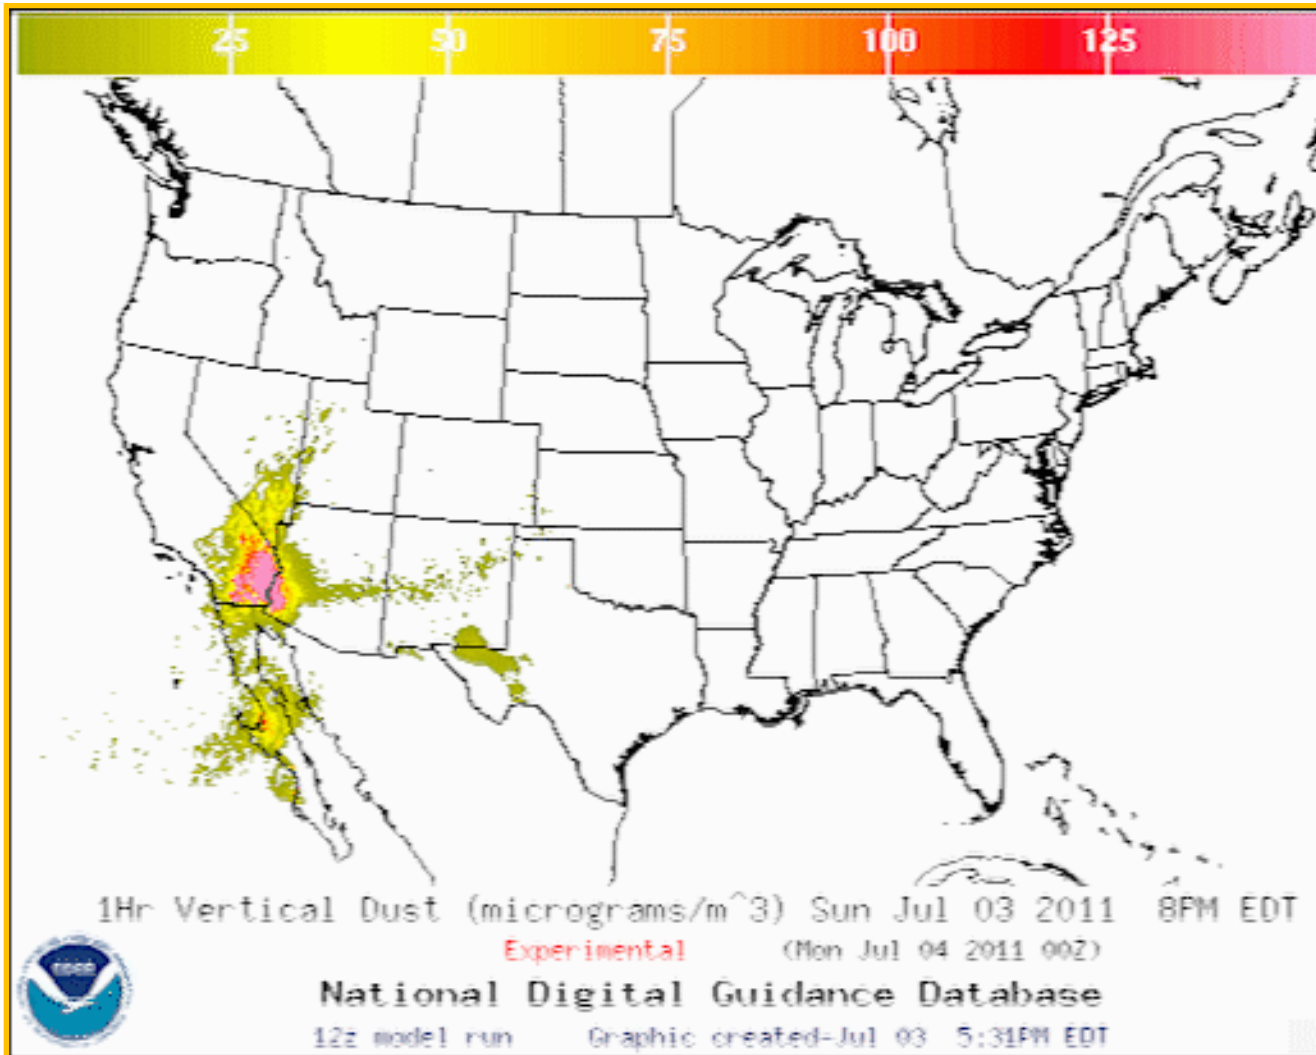 25 50 75 100 125
1Hr Vertical Dust (micrograms/m^3) Sun Jul 03 2011 8PM EDT
Experimental (Mon Jul 04 2011 00Z)
National Digital Guidance Database
12z model run Graphic created-Jul 03 5:31PM EDT